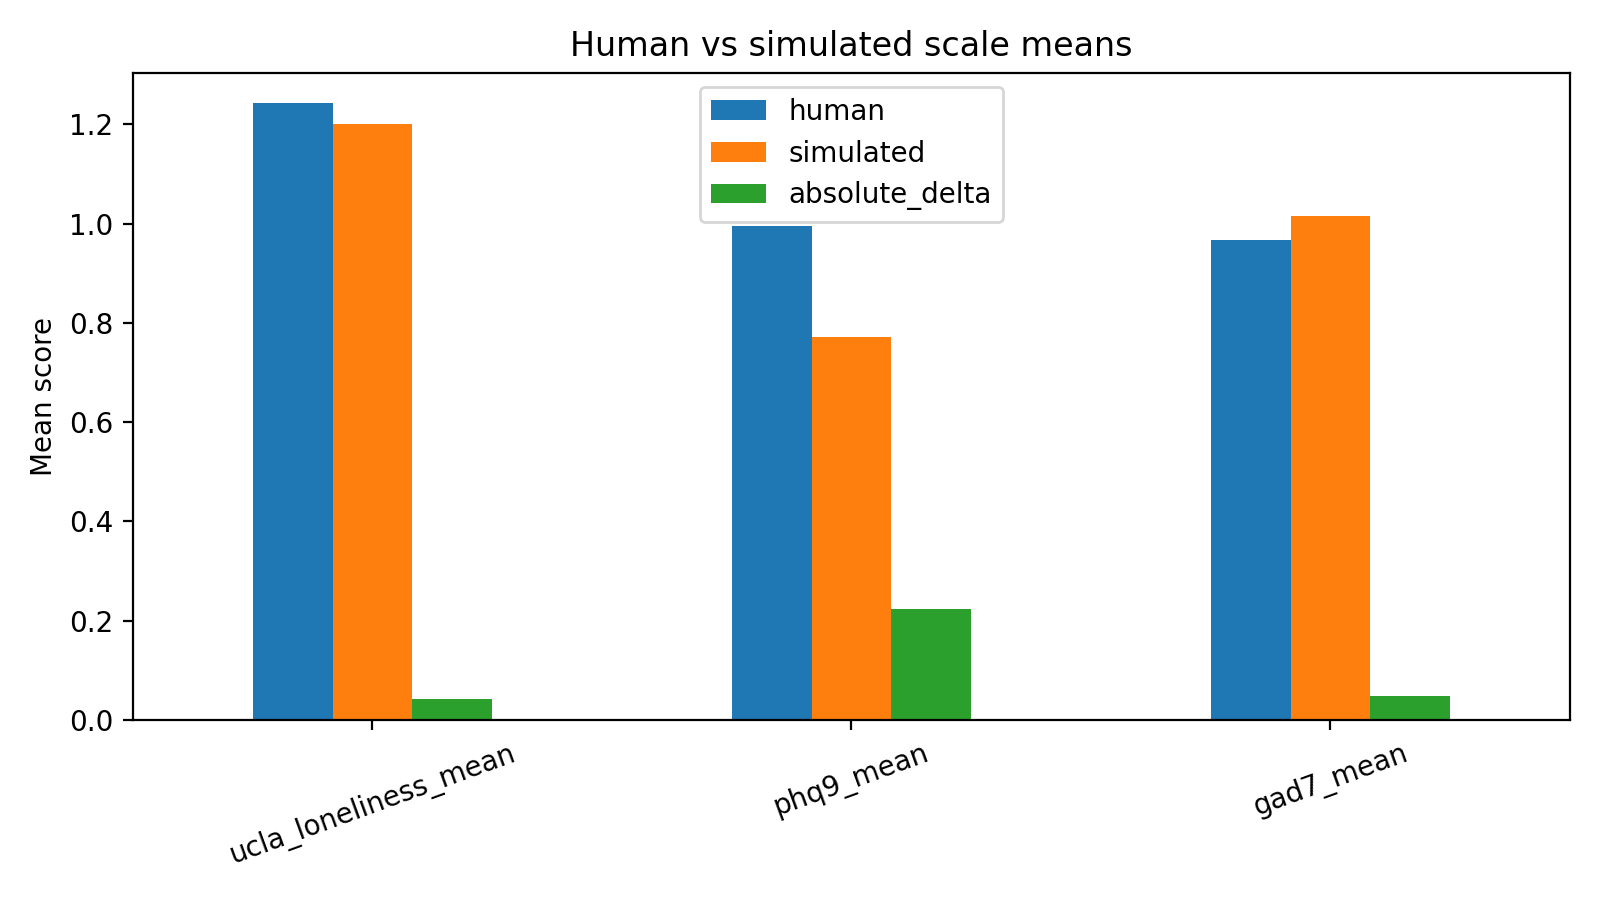 Human vs simulated scale means
human
simulated
absolute_delta
Mean score
1.2
1.0
0.8
0.6
0.4
0.2
0.0
ucla_loneliness_mean
phq9_mean
gad7_mean